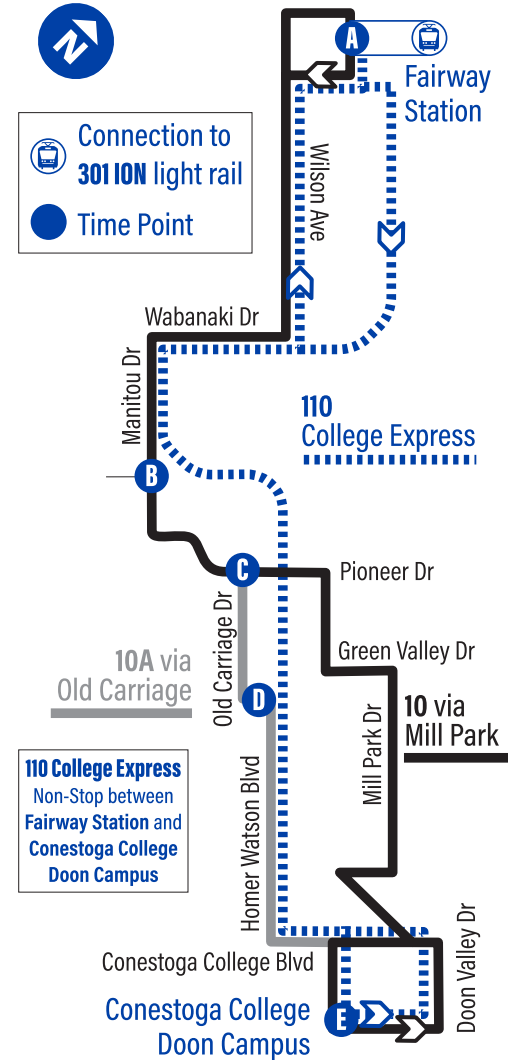 N
A
Fairway
Station
Connection to
301 ION light rail
Time Point
Wilson Ave
Wabanaki Dr
Manitou Dr
110
College Express
B
C
Pioneer Dr
Old Carriage Dr
Green Valley Dr
10A via
Old Carriage
D
10 via
Mill Park
Mill Park Dr
110 College Express
Non-Stop between
Fairway Station and
Conestoga College
Doon Campus
Homer Watson Blvd
Conestoga College Blvd
Doon Valley Dr
Conestoga College
Doon Campus
E